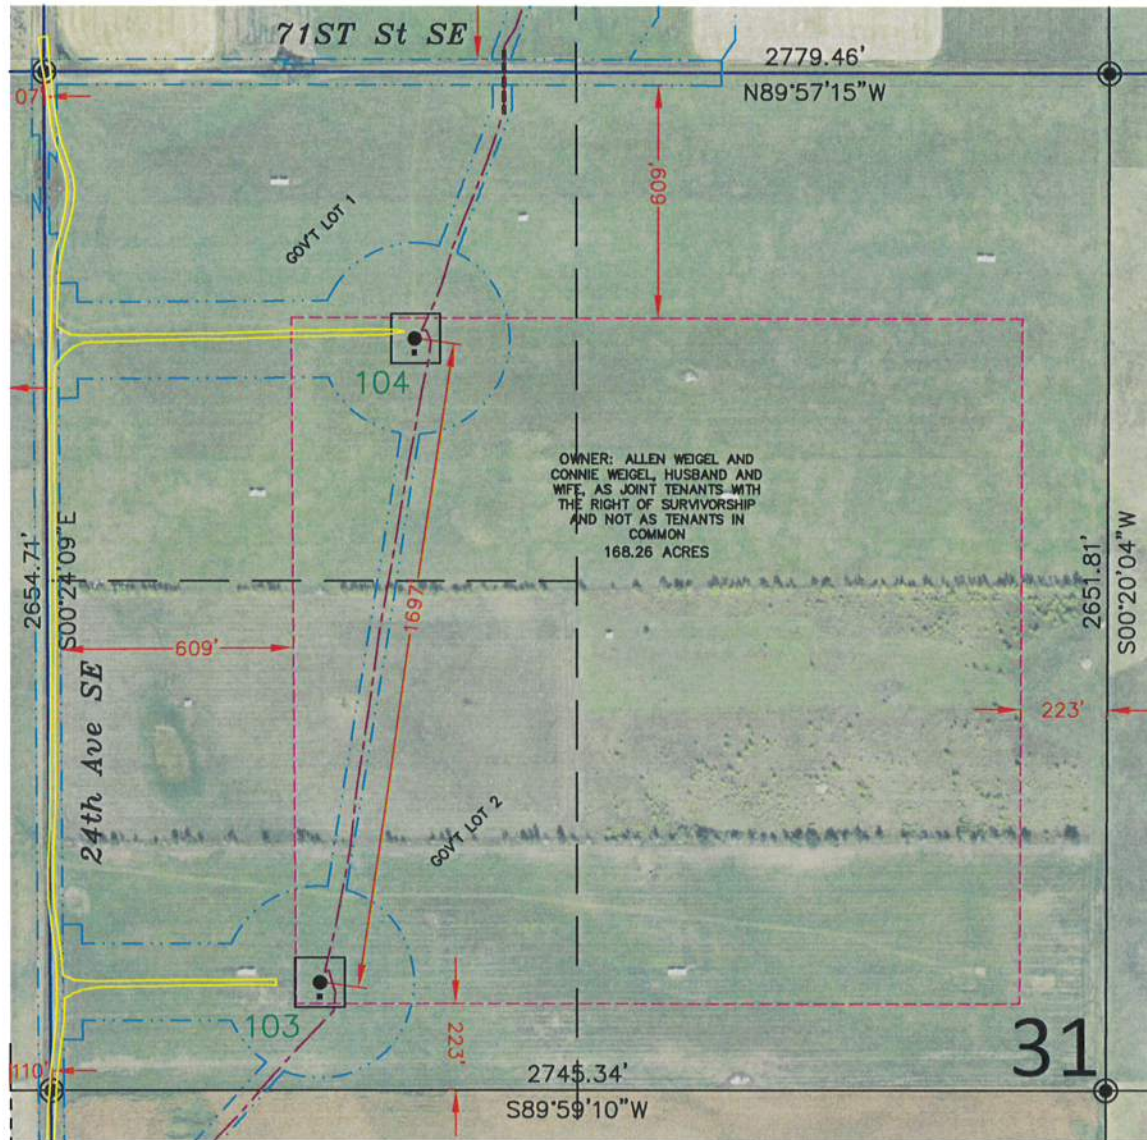 71ST St SE
2779.46'
N89°57'15"W
07'
609'
GOV'T LOT 1
104
OWNER: ALLEN WEIGEL AND
CONNIE WEIGEL, HUSBAND AND
WIFE, AS JOINT TENANTS WITH
THE RIGHT OF SURVIVORSHIP
AND NOT AS TENANTS IN
COMMON
168.26 ACRES
2654.71'
S00°24'09"E
2651.81'
S00°20'04"W
1697'
609'
24th Ave SE
223'
GOV'T LOT 2
103
223'
31
110'
2745.34'
S89°59'10"W